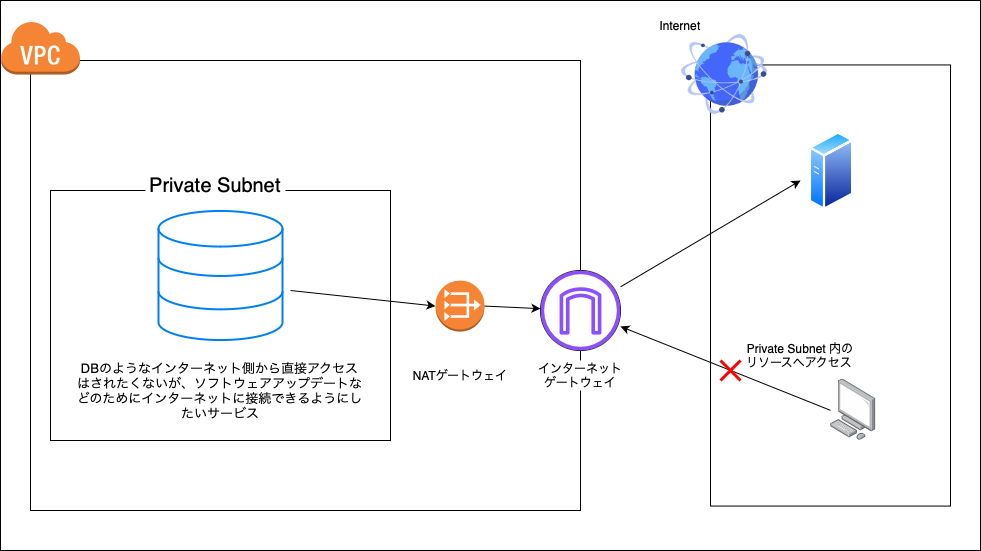 Internet
VPC
Private Subnet
DBのようなインターネット側から直接アクセス
はされたくないが、ソフトウェアアップデートな
どのためにインターネットに接続できるようにし
たいサービス
NATゲートウェイ
インターネット
ゲートウェイ
Private Subnet 内の
リソースへアクセス